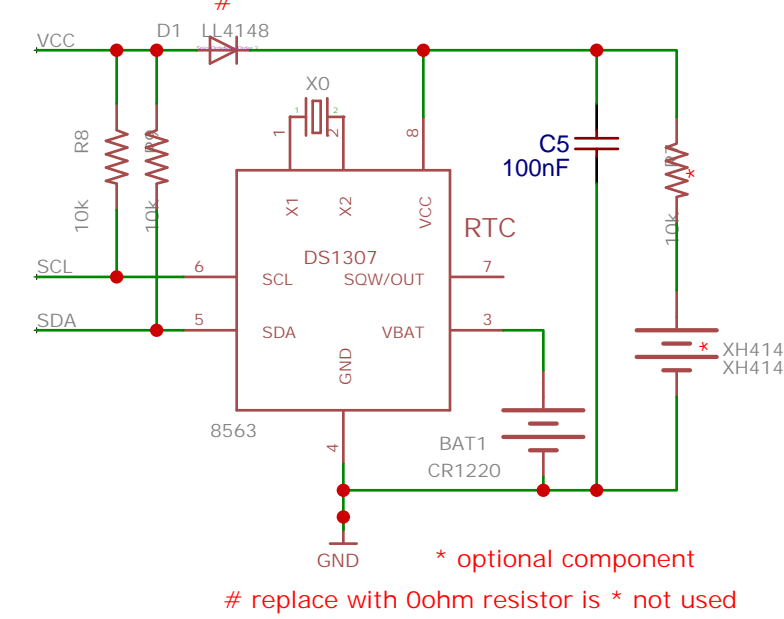 #
VCC
D1 LL4148
X0
1 2
1
2
8
R8
R9
C5
100nF
R7
*
10k
10k
10k
X1
X2
VCC
RTC
DS1307
SCL
6
SCL
SQW/OUT
7
SDA
5
SDA
VBAT
3
GND
*
XH414
XH414
8563
4
BAT1
CR1220
GND
* optional component
# replace with 0ohm resistor is * not used